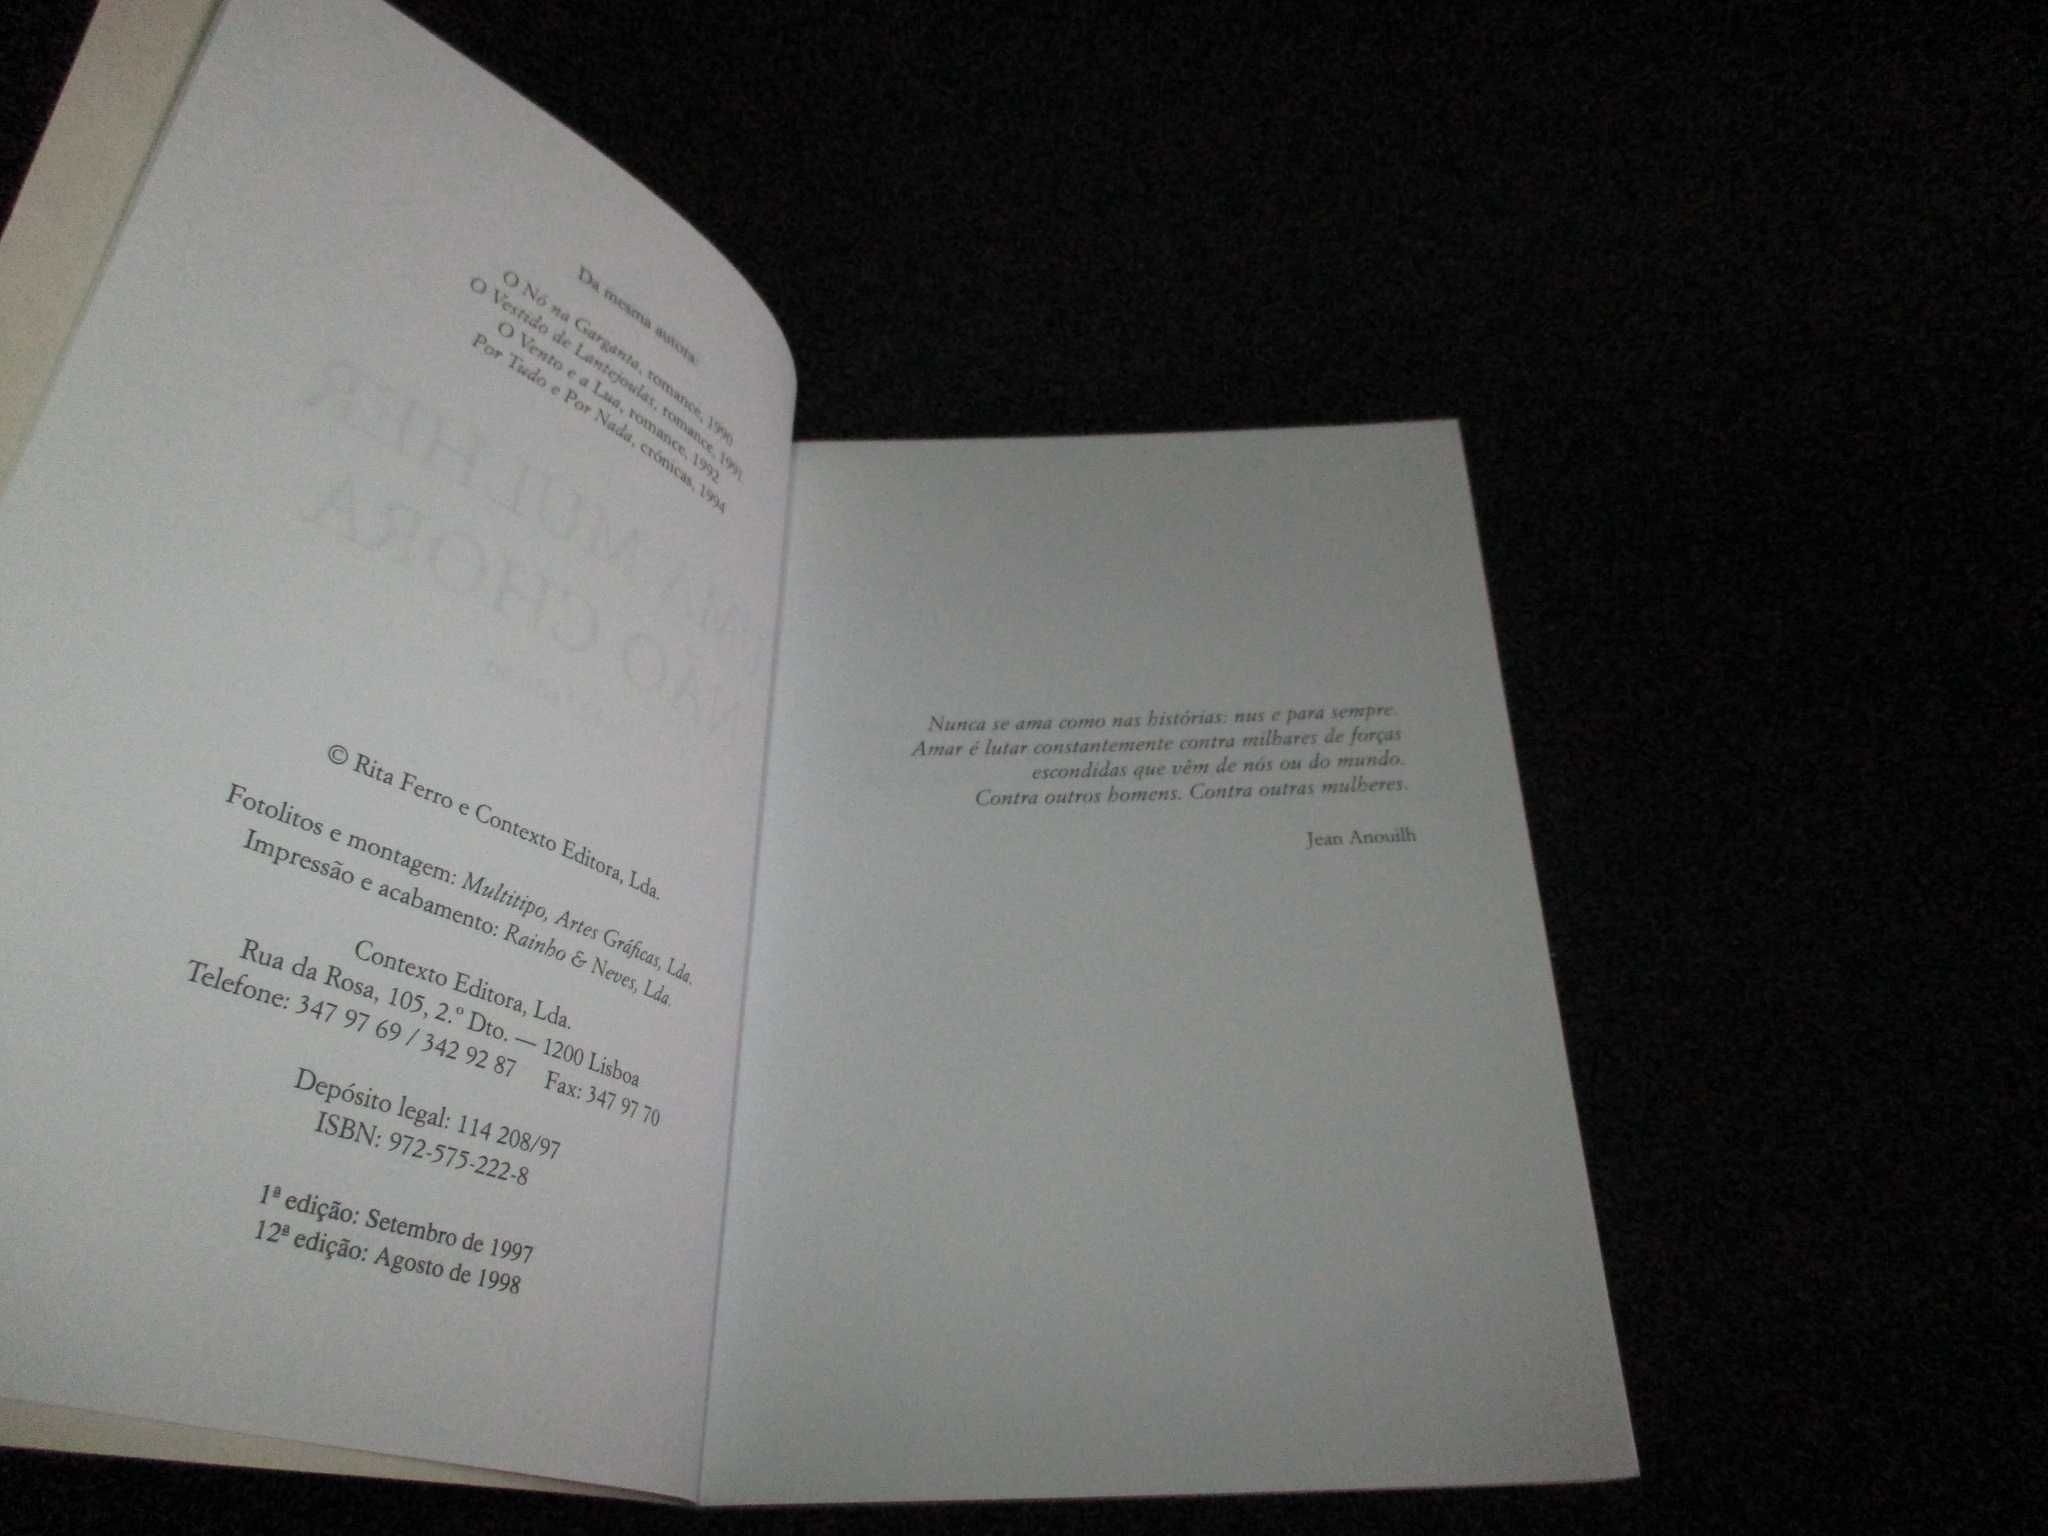 Da mesma autora:
O Nó na Garganta, romance, 1990
O Vestido de Lantejoulas, romance, 1991
O Vento e a Lua, romance, 1992
Por Tudo e Por Nada, crónicas, 1994
MULHER
NÃO CHORA
© Rita Ferro e Contexto Editora, Lda.
Fotolitos e montagem: Multitipo, Artes Gráficas, Lda.
Impressão e acabamento: Rainho & Neves, Lda.
Contexto Editora, Lda.
Rua da Rosa, 105, 2.º Dto. — 1200 Lisboa
Telefone: 347 97 69 / 342 92 87 Fax: 347 97 70
Depósito legal: 114 208/97
ISBN: 972-575-222-8
1ª edição: Setembro de 1997
12ª edição: Agosto de 1998
Nunca se ama como nas histórias: nus e para sempre.
Amar é lutar constantemente contra milhares de forças
escondidas que vêm de nós ou do mundo.
Contra outros homens. Contra outras mulheres.
Jean Anouilh